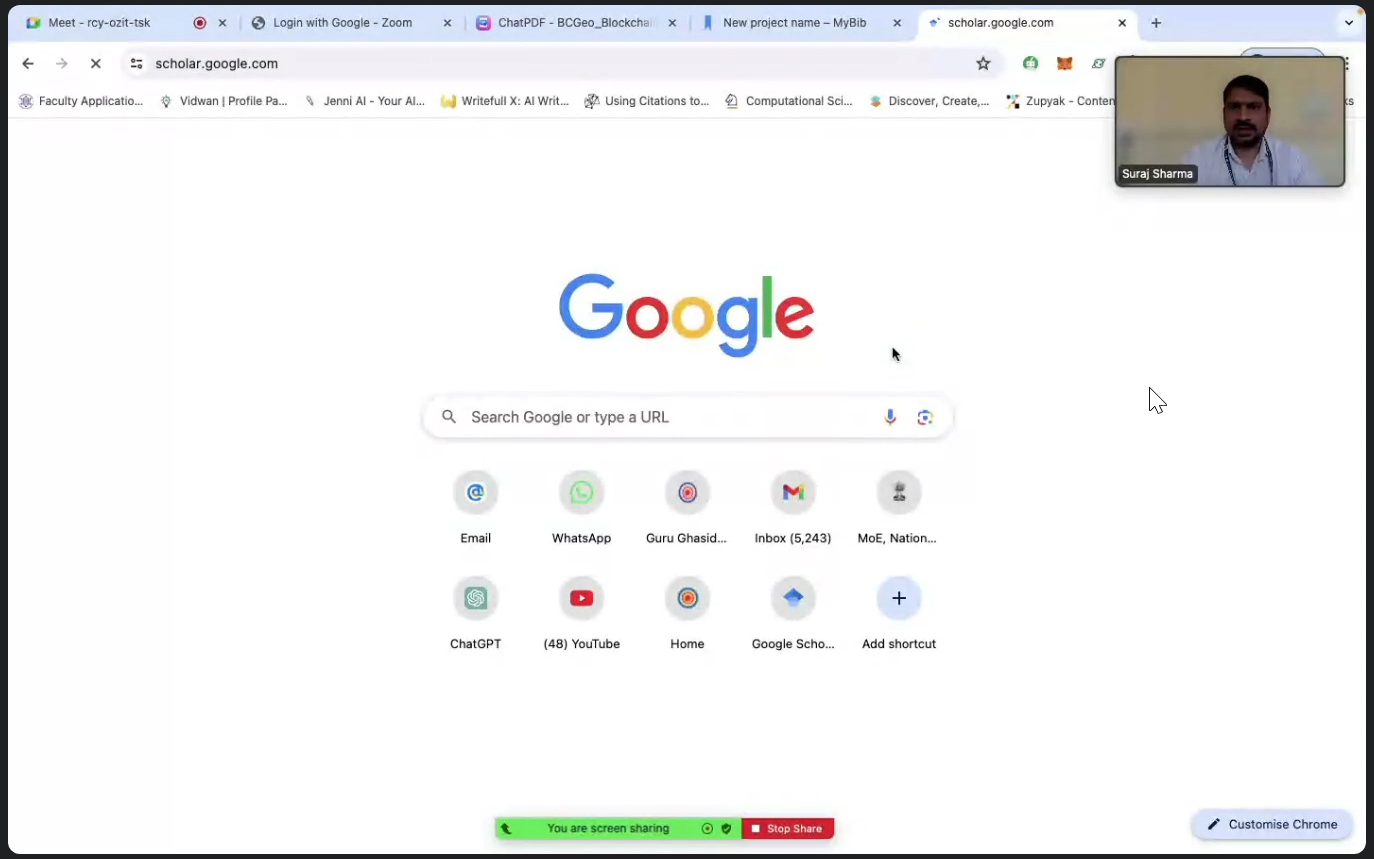 Meet - rcy-ozit-tsk
Login with Google - Zoom
ChatPDF - BCGeo_Blockchai
New project name – MyBib
scholar.google.com
scholar.google.com
Faculty Applicatio...
Vidwan | Profile Pa...
Jenni AI - Your AI...
Writefull X: AI Writ...
Using Citations to...
Computational Sci...
Discover, Create,...
Zupyak - Conten
ks
Suraj Sharma
Google
Search Google or type a URL
Email
WhatsApp
Guru Ghasid...
Inbox (5,243)
MoE, Nation...
ChatGPT
(48) YouTube
Home
Google Scho...
Add shortcut
You are screen sharing
Stop Share
Customise Chrome